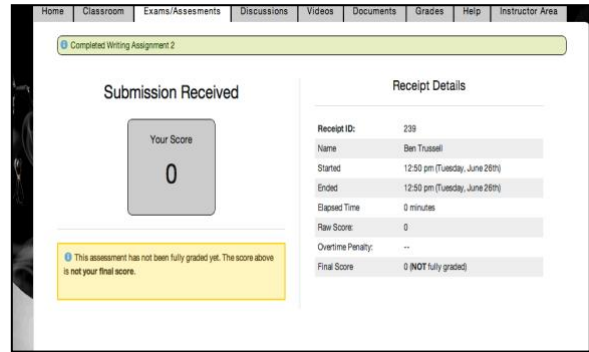 Home Classroom Exams/Assesments Discussions Videos Documents Grades Help Instructor Area
Completed Writing Assignment 2
Submission Received
Your Score
0
This assessment has not been fully graded yet. The score above
is not your final score.
Receipt Details
Receipt ID: 239
Name Ben Trussell
Started 12:50 pm (Tuesday, June 26th)
Ended 12:50 pm (Tuesday, June 26th)
Elapsed Time 0 minutes
Raw Score: 0
Overtime Penalty: --
Final Score 0 (NOT fully graded)